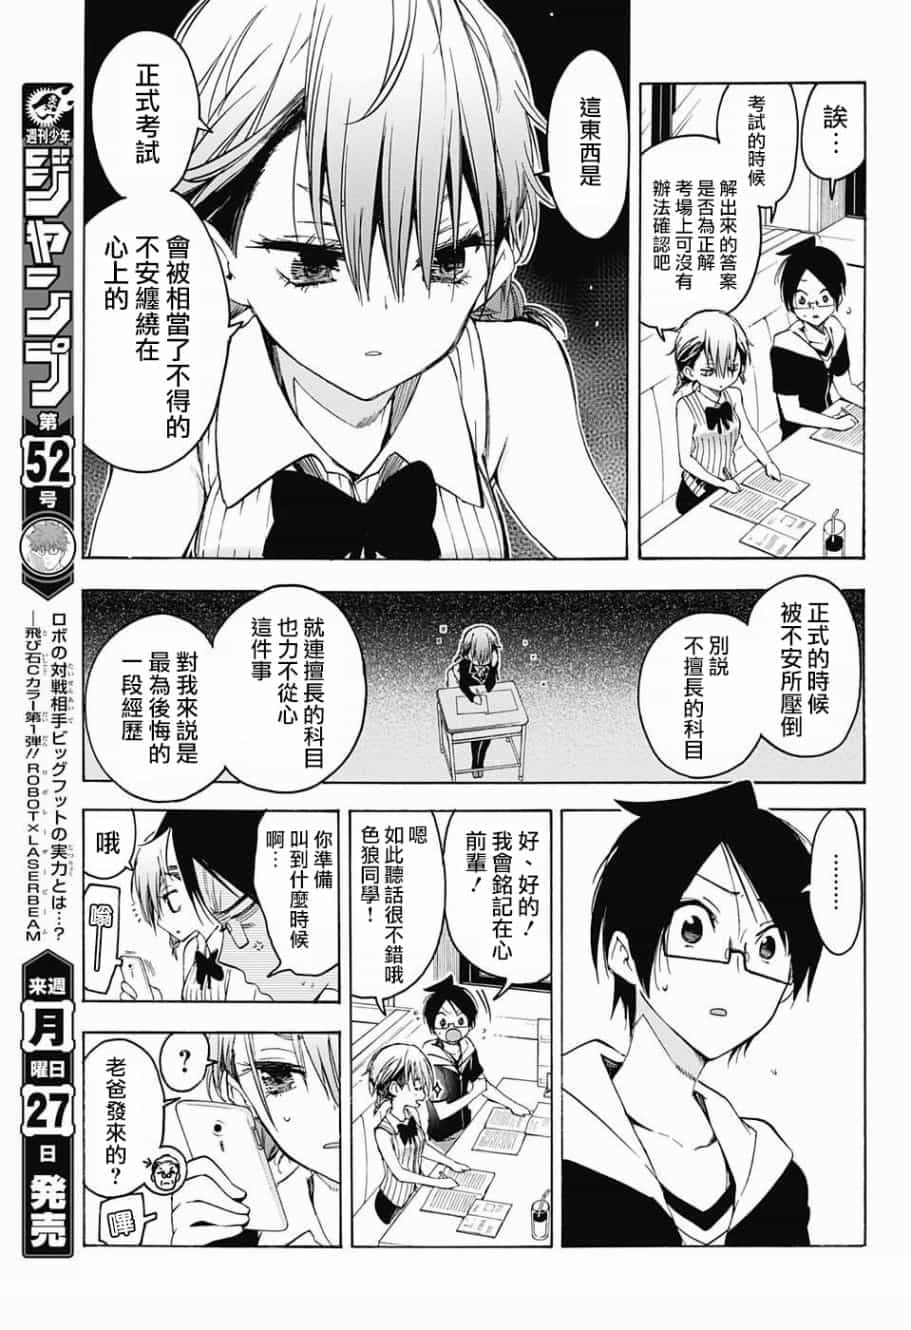 誒…
考試的時候
解出來的答案
是否為正解
考場上可沒有
辦法確認吧
這東西是
正式考試
會被相當了不得的
不安纏繞在
心上的
正式的時候
被不安所壓倒
別說
不擅長的科目
就連擅長的科目
也力不從心
這件事
對我來說是
最為後悔的
一段經歷
………
好、好的！
我會銘記在心
前輩！
嗯
如此聽話很不錯哦
色狼同學！
你準備
叫到什麼時候
啊…
哦
嗡
？
老爸發來的？
嗶
週刊少年
ジャンプ
第
52
号
ロボの対戦相手ビッグフットの実力とは…？
―飛び石Cカラー第1弾!! ROBOT×LASERBEAM
来週
月
曜日
27
日
発売